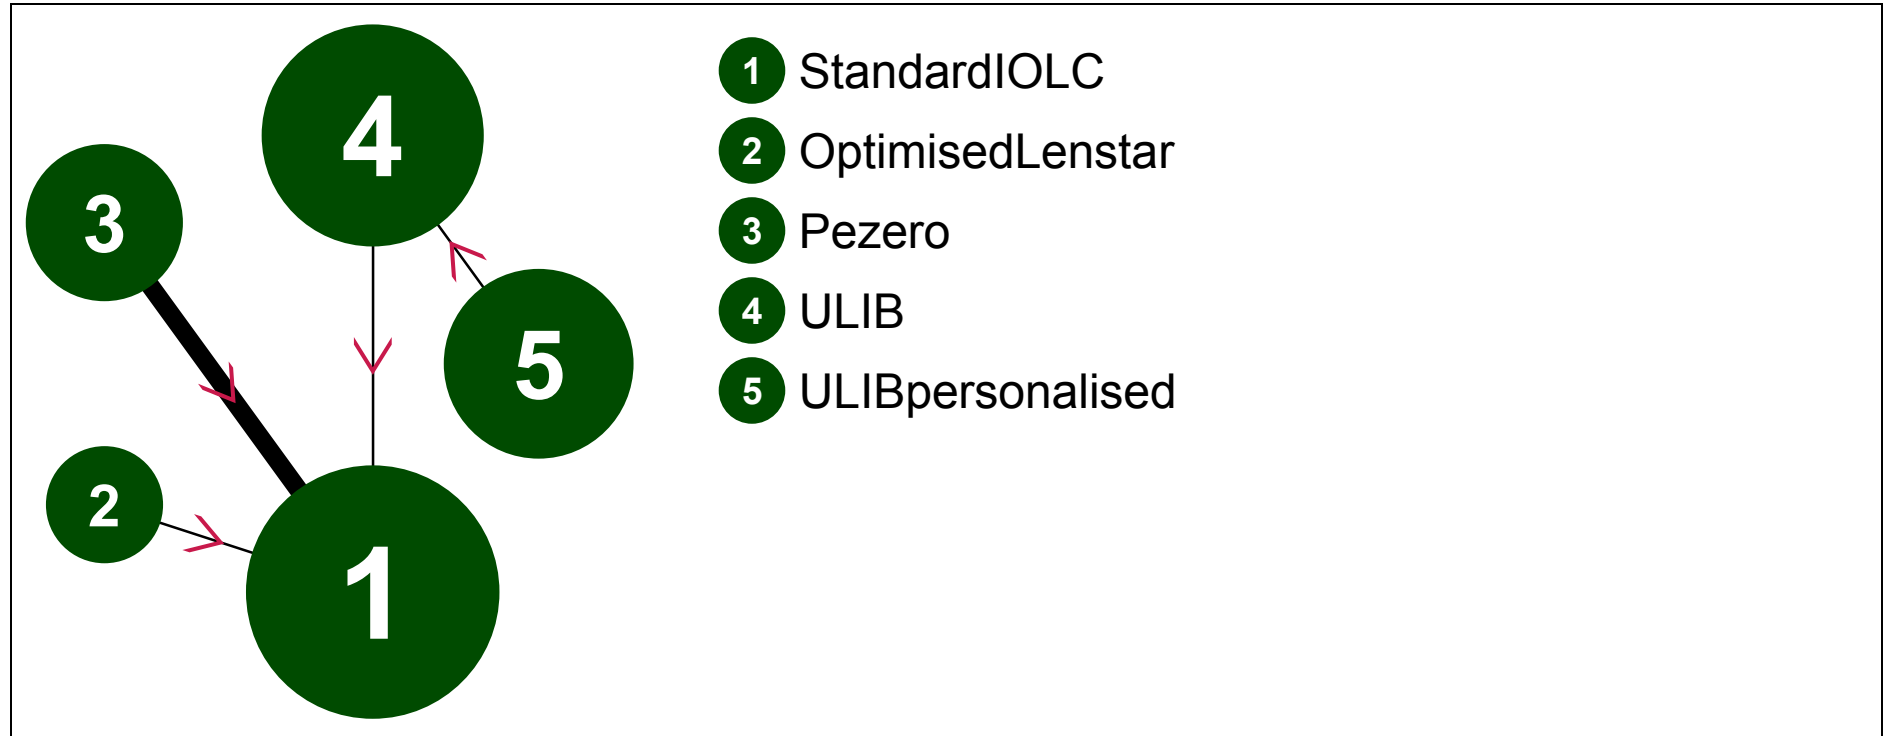 4
3
5
2
1
1 StandardIOLC
2 OptimisedLenstar
3 Pezero
4 ULIB
5 ULIBpersonalised